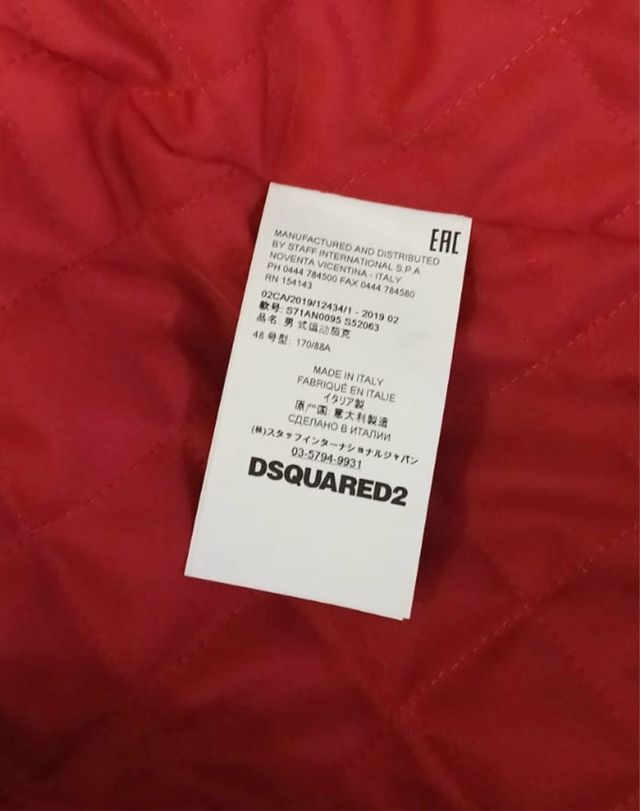 EAC
MANUFACTURED AND DISTRIBUTED
BY STAFF INTERNATIONAL S.P.A
NOVENTA VICENTINA - ITALY
PH 0444 784500 FAX 0444 784580
RN 154143
02CA/2019/12434/1 - 2019 02
款号: S71AN0095 S52063
品名: 男 式运动茄克
48 号型: 170/88A
MADE IN ITALY
FABRIQUÉ EN ITALIE
イタリア製
原产国: 意大利製造
СДЕЛАНО В ИТАЛИИ
(株)スタッフインターナショナルジャパン
03-5794-9931
DSQUARED2